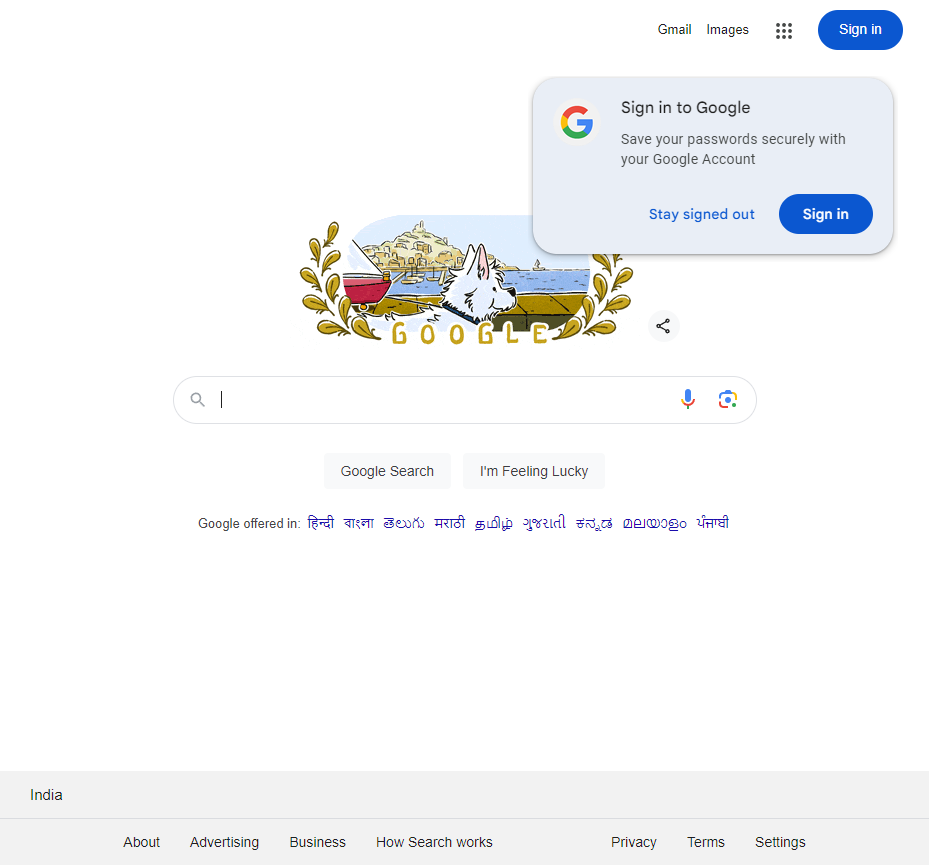 Gmail Images Sign in
Sign in to Google
Save your passwords securely with
your Google Account
Stay signed out Sign in
GOOGLE
Google Search I'm Feeling Lucky
Google offered in: हिन्दी বাংলা తెలుగు मराठी தமிழ் ગુજરાતી ಕನ್ನಡ മലയാളം ਪੰਜਾਬੀ
India
About Advertising Business How Search works Privacy Terms Settings